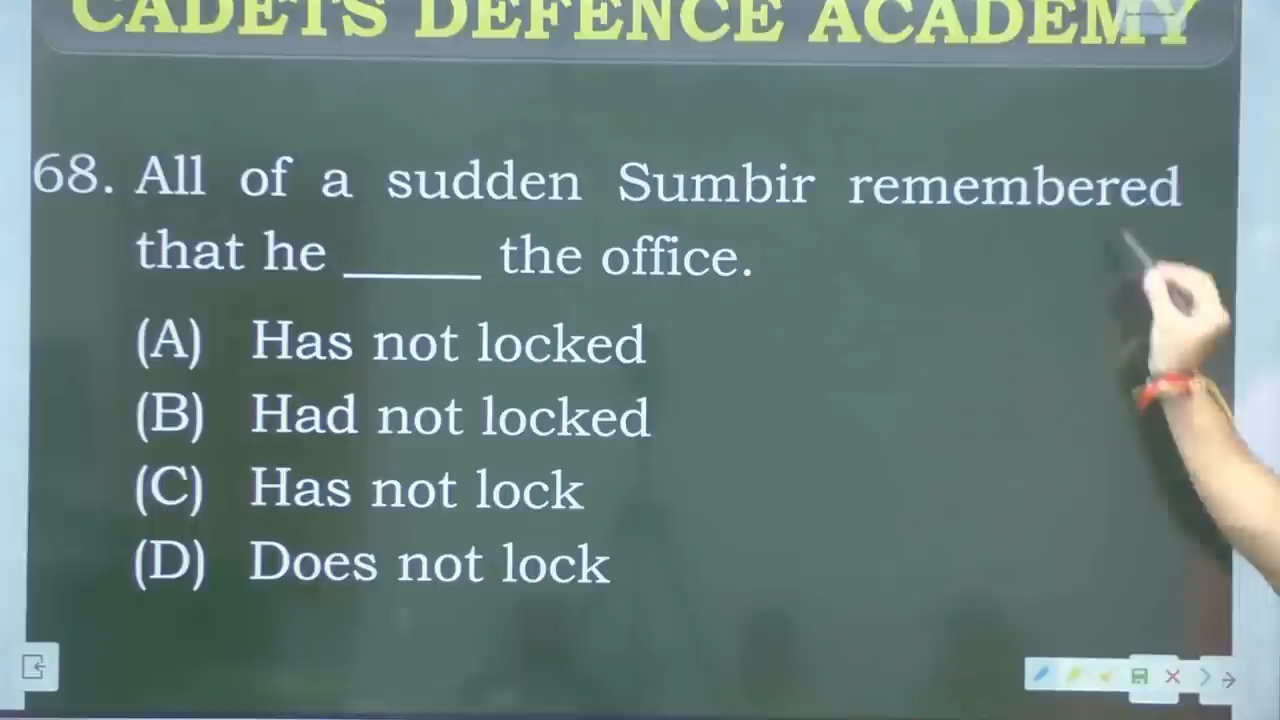 CADETS DEFENCE ACADEMY
68. All of a sudden Sumbir remembered
that he _____ the office.
(A) Has not locked
(B) Had not locked
(C) Has not lock
(D) Does not lock